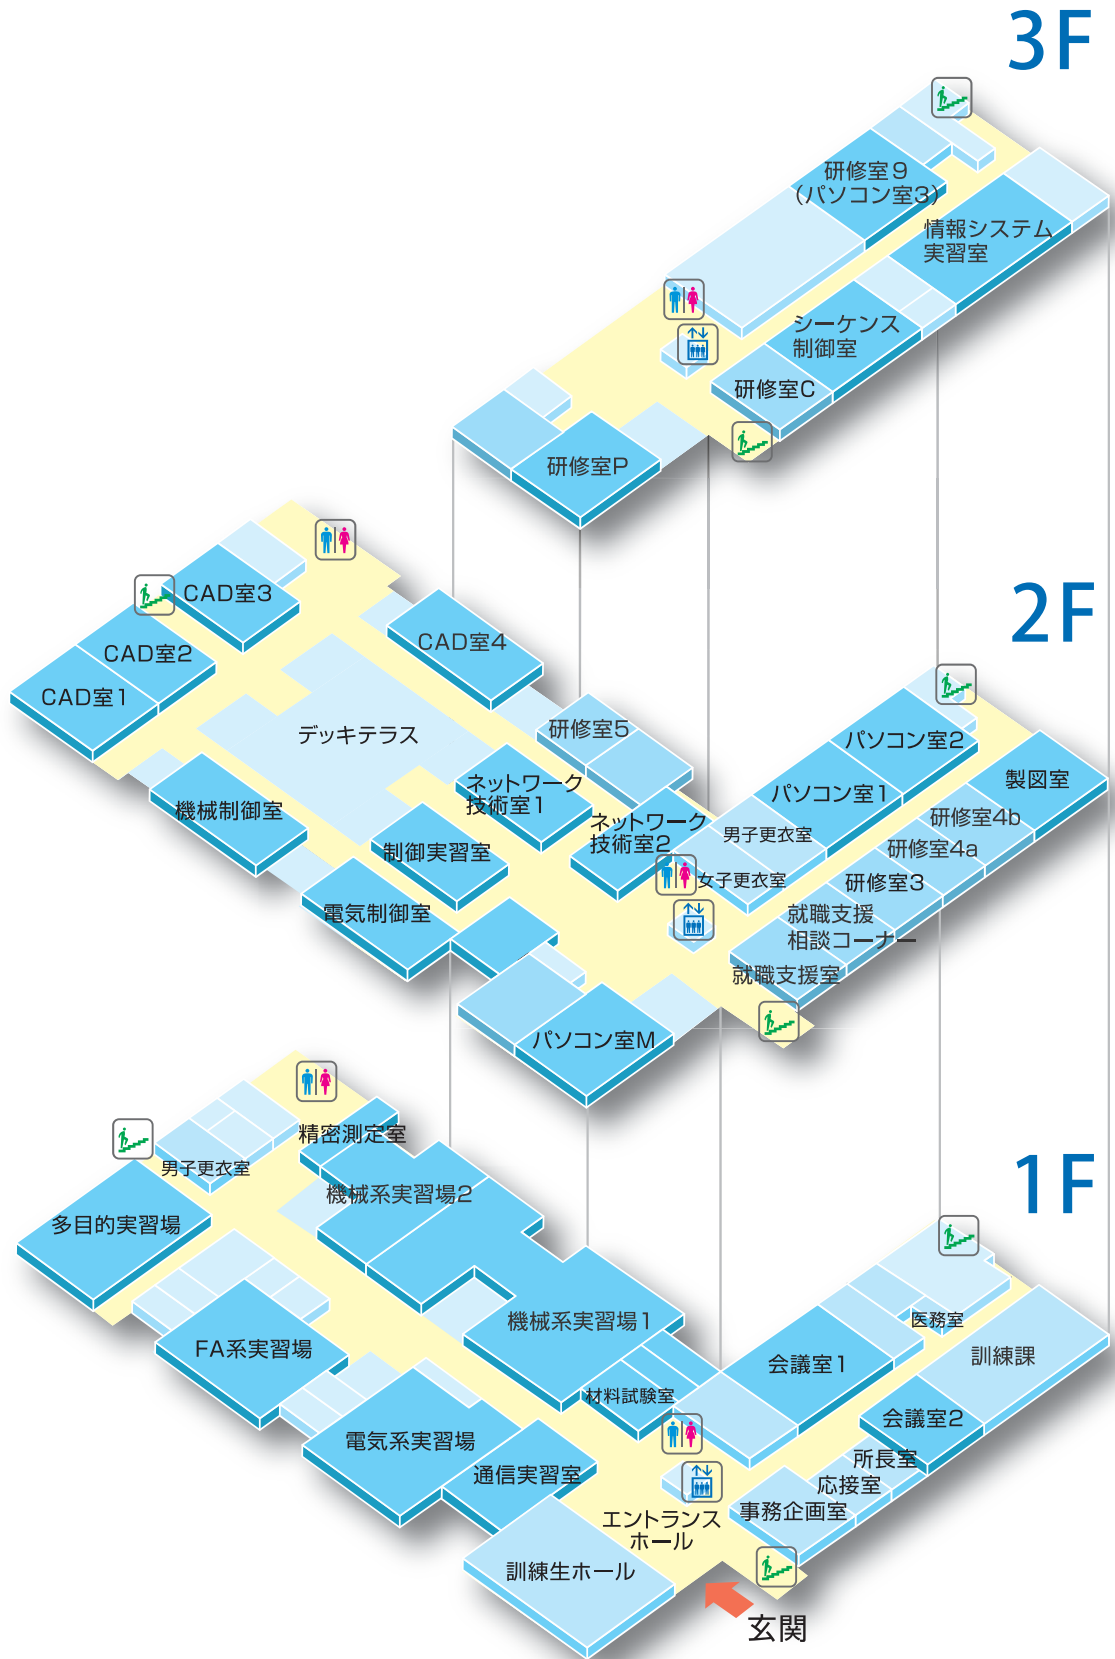 3F
研修室9
（パソコン室3）
情報システム
実習室
シーケンス
制御室
研修室C
研修室P
2F
CAD室3
CAD室2
CAD室1
CAD室4
デッキテラス
研修室5
機械制御室
ネットワーク
技術室1
制御実習室
ネットワーク
技術室2
電気制御室
パソコン室2
パソコン室1
男子更衣室
女子更衣室
製図室
研修室4b
研修室4a
研修室3
就職支援
相談コーナー
就職支援室
パソコン室M
1F
精密測定室
男子更衣室
機械系実習場2
多目的実習場
機械系実習場1
FA系実習場
材料試験室
電気系実習場
通信実習室
医務室
訓練課
会議室1
会議室2
所長室
応接室
事務企画室
エントランス
ホール
訓練生ホール
玄関